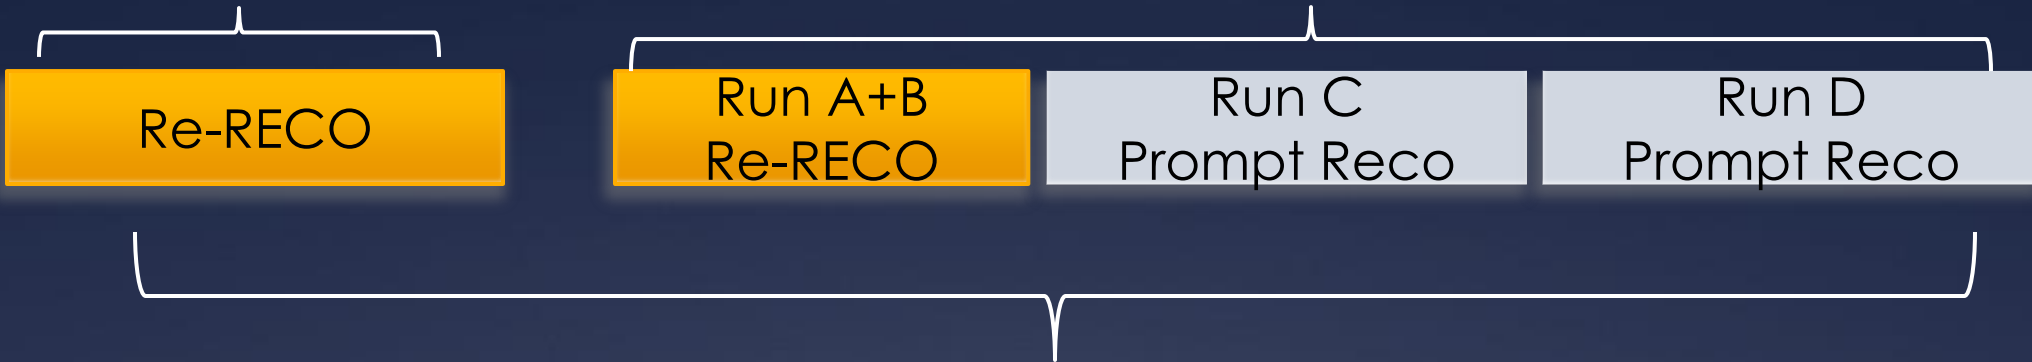 Re-RECO
Run A+B
Re-RECO
Run C
Prompt Reco
Run D
Prompt Reco